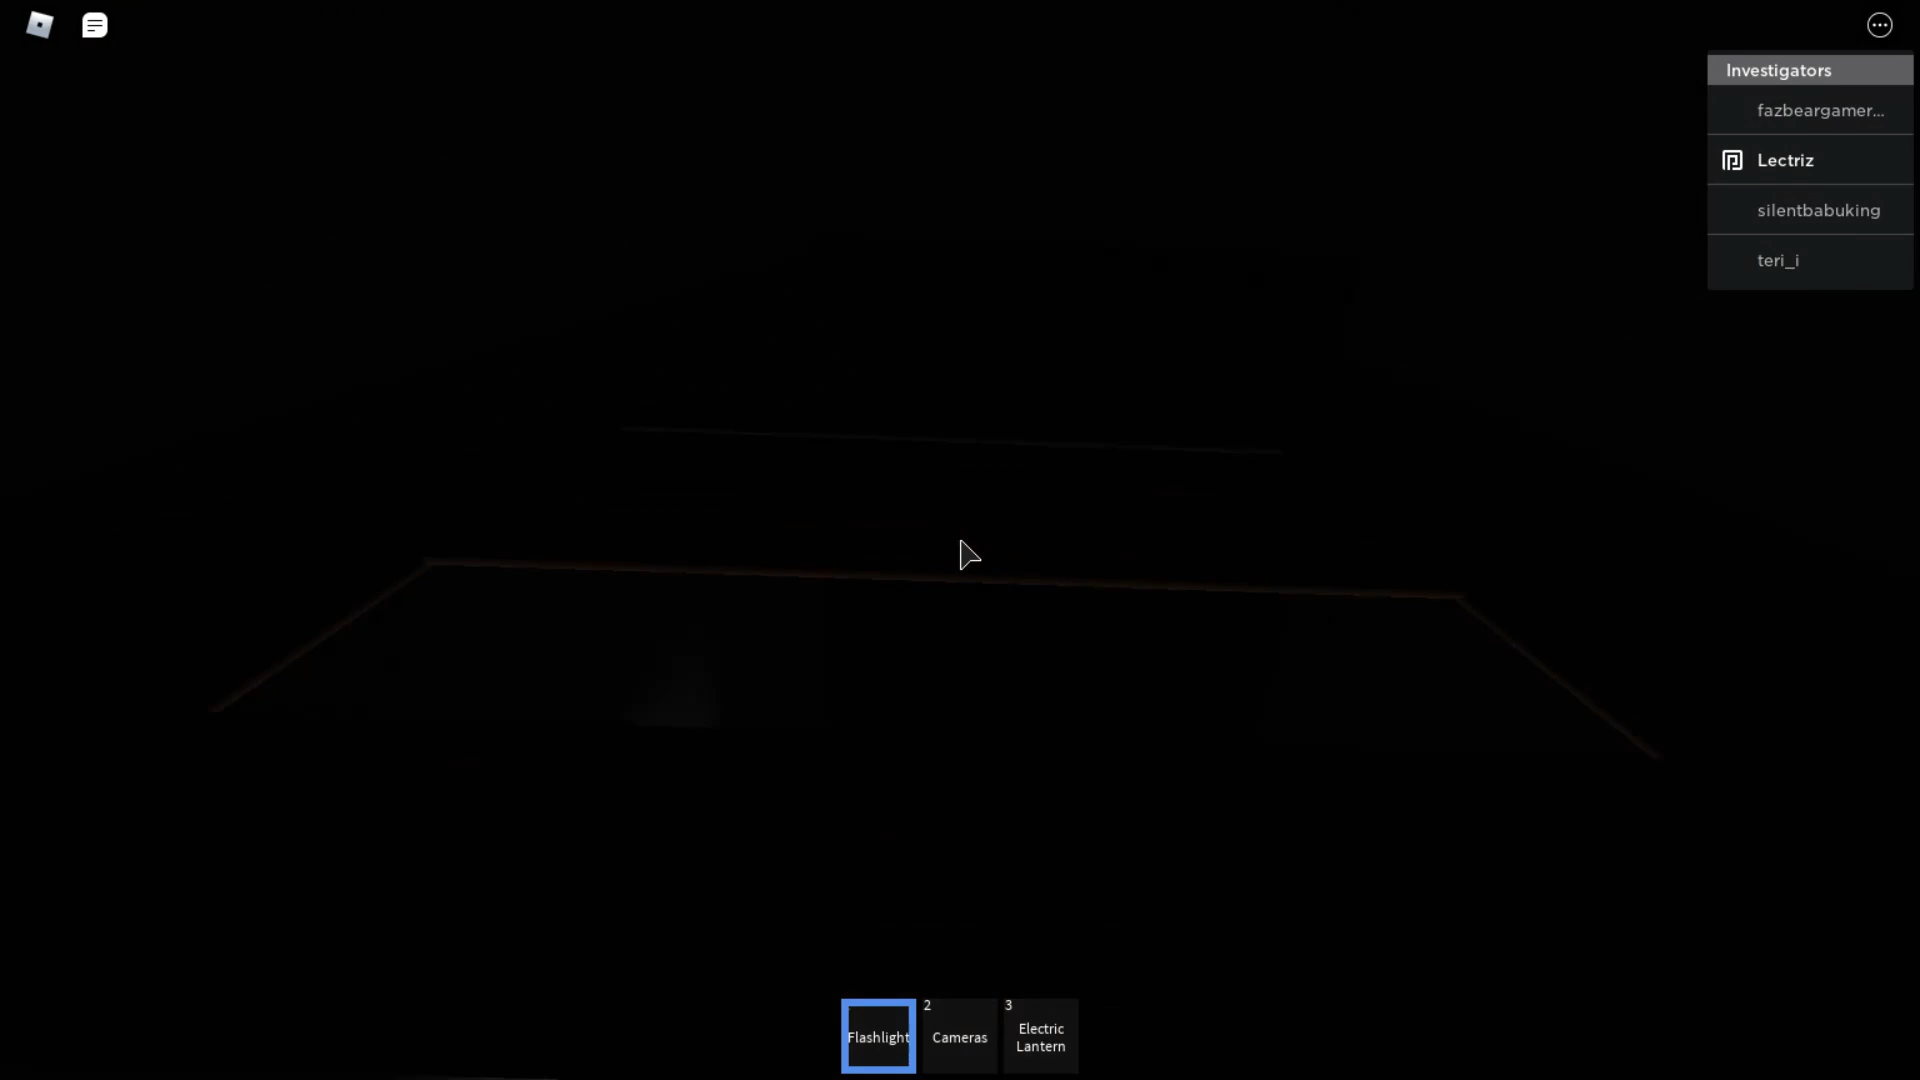 Investigators
fazbeargamer...
Lectriz
silentbabuking
teri_i
Flashlight
2
Cameras
3
Electric
Lantern